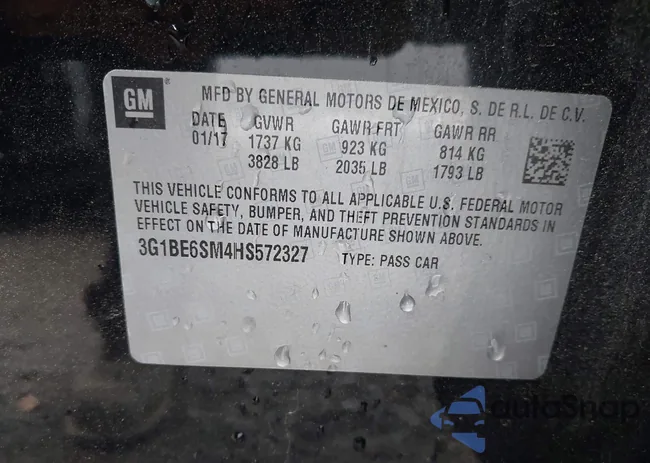 GM
MFD BY GENERAL MOTORS DE MEXICO, S. DE R.L. DE C.V.
DATE GVWR GAWR FRT GAWR RR
01/17 1737 KG 923 KG 814 KG
3828 LB 2035 LB 1793 LB
THIS VEHICLE CONFORMS TO ALL APPLICABLE U.S. FEDERAL MOTOR
VEHICLE SAFETY, BUMPER, AND THEFT PREVENTION STANDARDS IN
EFFECT ON THE DATE OF MANUFACTURE SHOWN ABOVE.
3G1BE6SM4HS572327 TYPE: PASS CAR
autoSnap